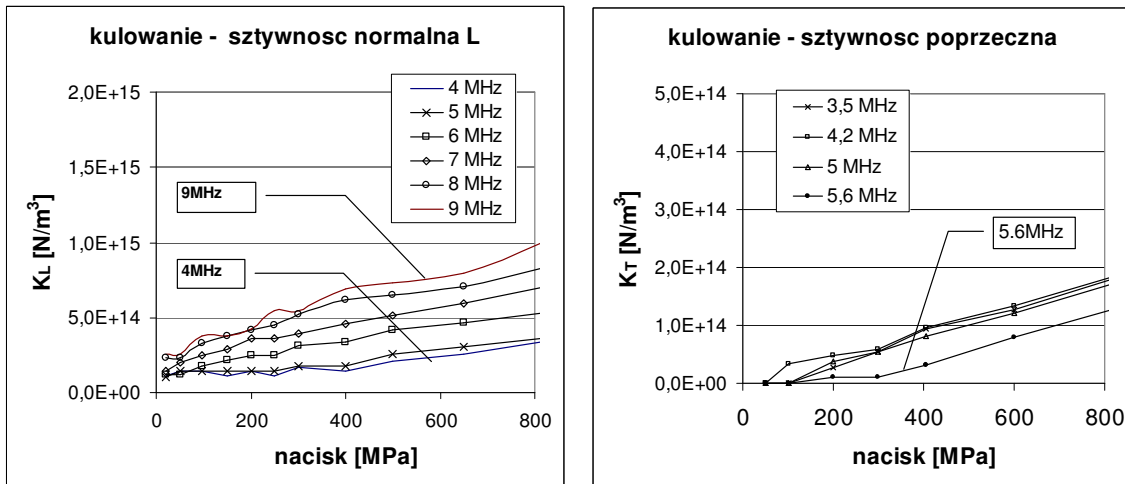 kulowanie -  sztywnosc normalna L
2,0E+15
1,5E+15
1,0E+15
5,0E+14
0,0E+00
KL [N/m³]
4 MHz
5 MHz
6 MHz
7 MHz
8 MHz
9 MHz
9MHz
4MHz
0
200
400
600
800
nacisk [MPa]
kulowanie - sztywnosc poprzeczna
5,0E+14
4,0E+14
3,0E+14
2,0E+14
1,0E+14
0,0E+00
KT [N/m³]
3,5 MHz
4,2 MHz
5 MHz
5,6 MHz
5.6MHz
0
200
400
600
800
nacisk [MPa]